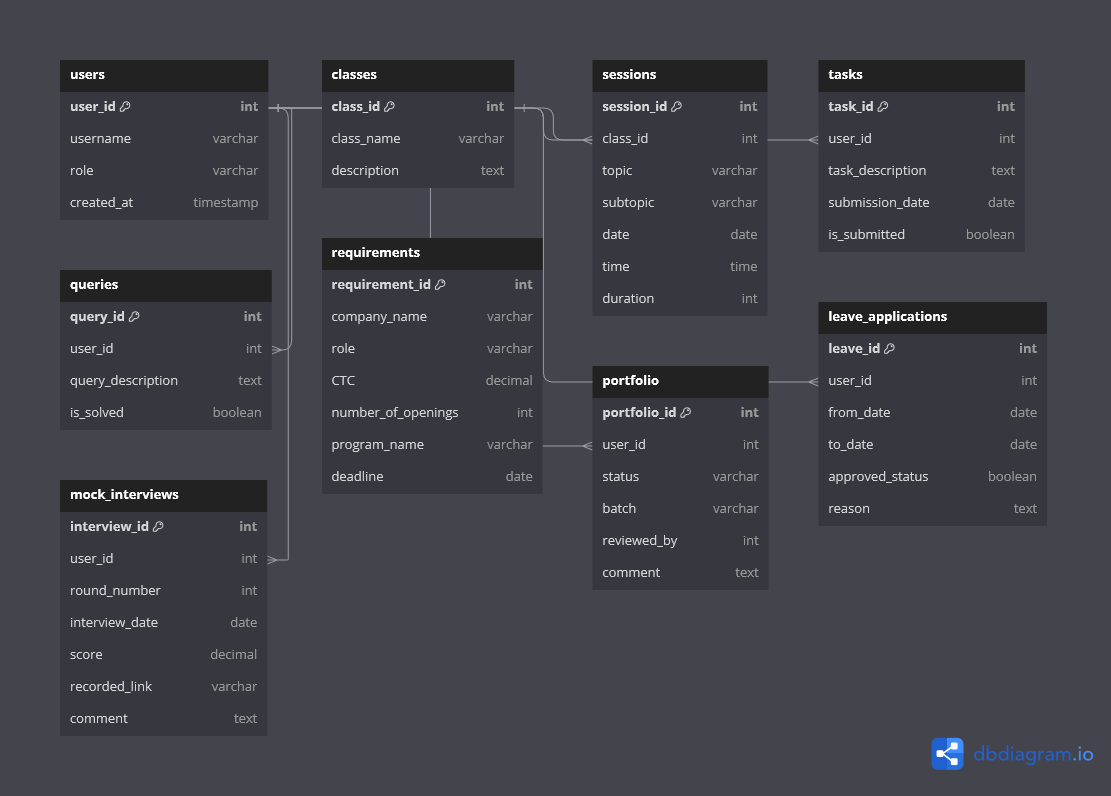 users
user_id int
username varchar
role varchar
created_at timestamp
queries
query_id int
user_id int
query_description text
is_solved boolean
mock_interviews
interview_id int
user_id int
round_number int
interview_date date
score decimal
recorded_link varchar
comment text
classes
class_id int
class_name varchar
description text
requirements
requirement_id int
company_name varchar
role varchar
CTC decimal
number_of_openings int
program_name varchar
deadline date
sessions
session_id int
class_id int
topic varchar
subtopic varchar
date date
time time
duration int
portfolio
portfolio_id int
user_id int
status varchar
batch varchar
reviewed_by int
comment text
tasks
task_id int
user_id int
task_description text
submission_date date
is_submitted boolean
leave_applications
leave_id int
user_id int
from_date date
to_date date
approved_status boolean
reason text
dbdiagram.io